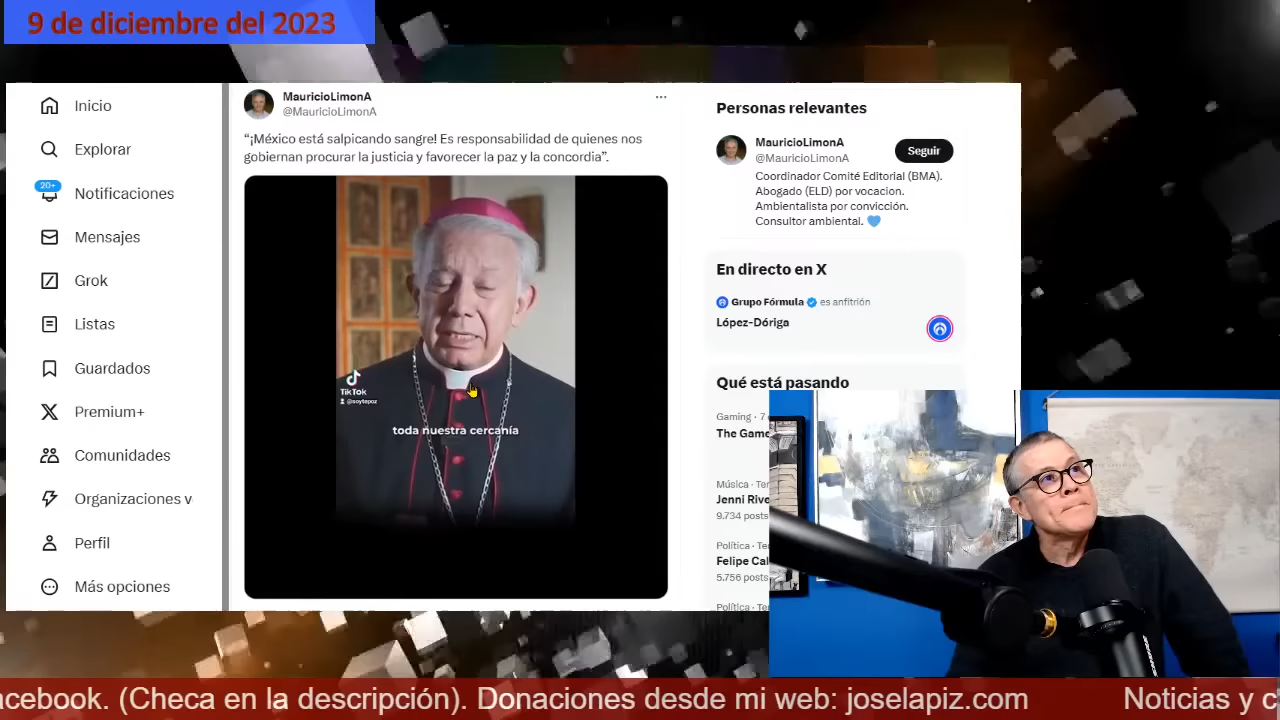 9 de diciembre del 2023
Inicio
Explorar
20+
Notificaciones
Mensajes
Grok
Listas
Guardados
Premium+
Comunidades
Organizaciones v
Perfil
Más opciones
MauricioLimonA
@MauricioLimonA
“¡México está salpicando sangre! Es responsabilidad de quienes nos
gobiernan procurar la justicia y favorecer la paz y la concordia”.
TikTok
@soytepoz
toda nuestra cercanía
Personas relevantes
MauricioLimonA
@MauricioLimonA
Seguir
Coordinador Comité Editorial (BMA).
Abogado (ELD) por vocacion.
Ambientalista por convicción.
Consultor ambiental.
En directo en X
Grupo Fórmula es anfitrión
López-Dóriga
Qué está pasando
Gaming · 7
The Game
Música · Ter
Jenni Rive
9.734 posts
Política · Te
Felipe Cal
5.756 posts
Política · Te
acebook. (Checa en la descripción). Donaciones desde mi web: joselapiz.com Noticias y c